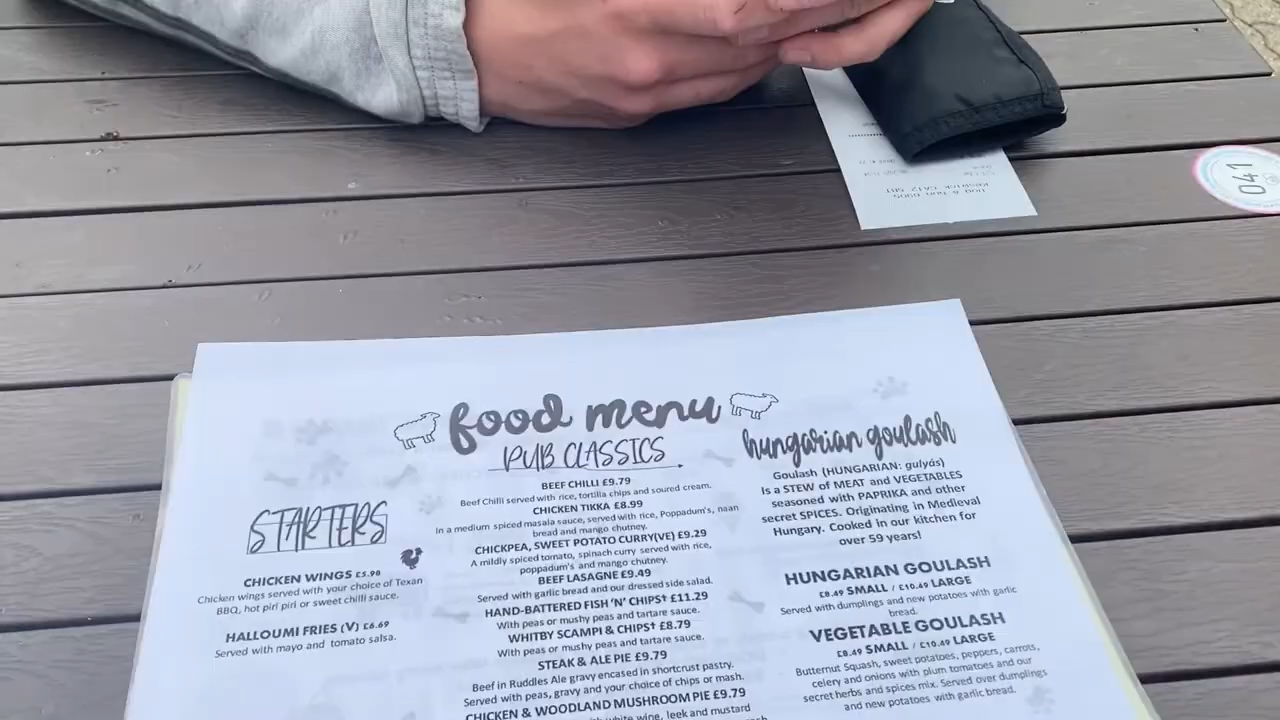 041
food menu
PUB CLASSICS
BEEF CHILLI £9.79
Beef Chilli served with rice, tortilla chips and soured cream.
CHICKEN TIKKA £8.99
In a medium spiced masala sauce, served with rice, Poppadum's, naan
bread and mango chutney.
CHICKPEA, SWEET POTATO CURRY(VE) £9.29
A mildly spiced tomato, spinach curry served with rice,
poppadum's and mango chutney.
BEEF LASAGNE £9.49
Served with garlic bread and our dressed side salad.
HAND-BATTERED FISH 'N' CHIPS† £11.29
With peas or mushy peas and tartare sauce.
WHITBY SCAMPI & CHIPS† £8.79
With peas or mushy peas and tartare sauce.
STEAK & ALE PIE £9.79
Beef in Ruddles Ale gravy encased in shortcrust pastry.
Served with peas, gravy and your choice of chips or mash.
CHICKEN & WOODLAND MUSHROOM PIE £9.79
white wine, leek and mustard
STARTERS
CHICKEN WINGS £5.98
Chicken wings served with your choice of Texan
BBQ, hot piri piri or sweet chilli sauce.
HALLOUMI FRIES (V) £6.69
Served with mayo and tomato salsa.
hungarian goulash
Goulash (HUNGARIAN: gulyás)
Is a STEW of MEAT and VEGETABLES
seasoned with PAPRIKA and other
secret SPICES. Originating in Medieval
Hungary. Cooked in our kitchen for
over 59 years!
HUNGARIAN GOULASH
£8.49 SMALL / £10.49 LARGE
Served with dumplings and new potatoes with garlic
bread.
VEGETABLE GOULASH
£8.49 SMALL / £10.49 LARGE
Butternut Squash, sweet potatoes, peppers, carrots,
celery and onions with plum tomatoes and our
secret herbs and spices mix. Served over dumplings
and new potatoes with garlic bread.